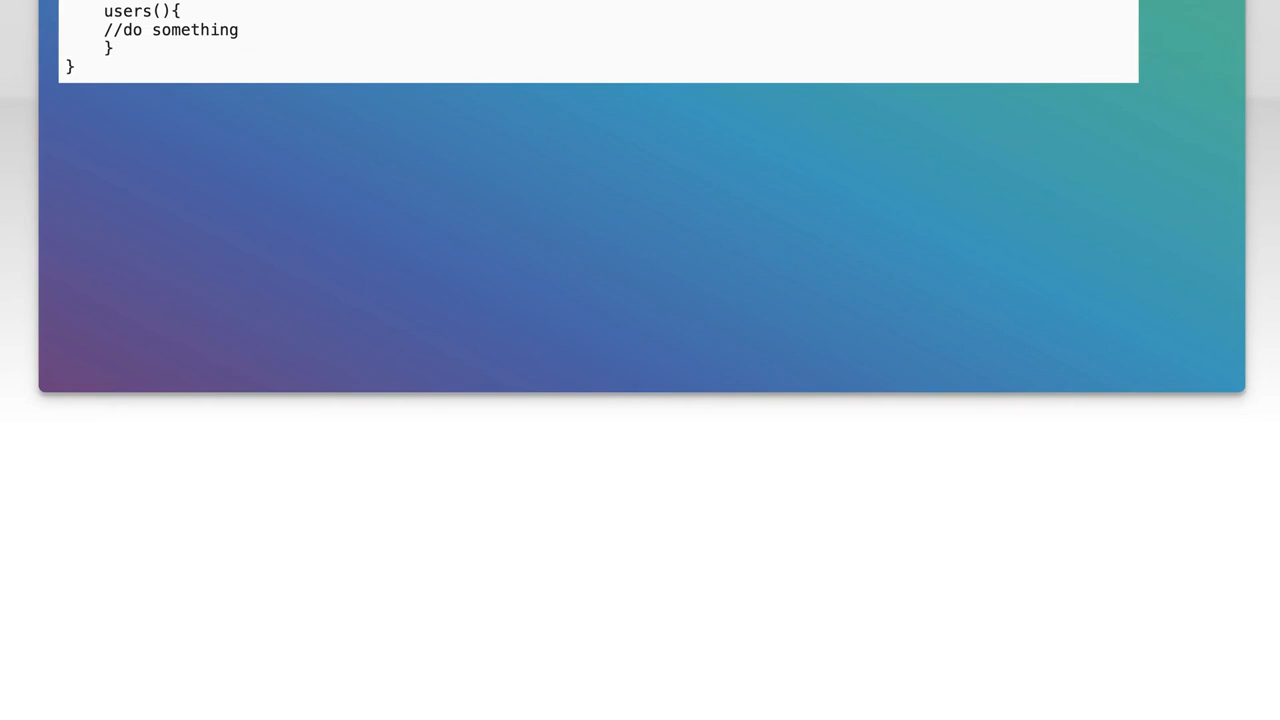 users(){
    //do something
    }
}